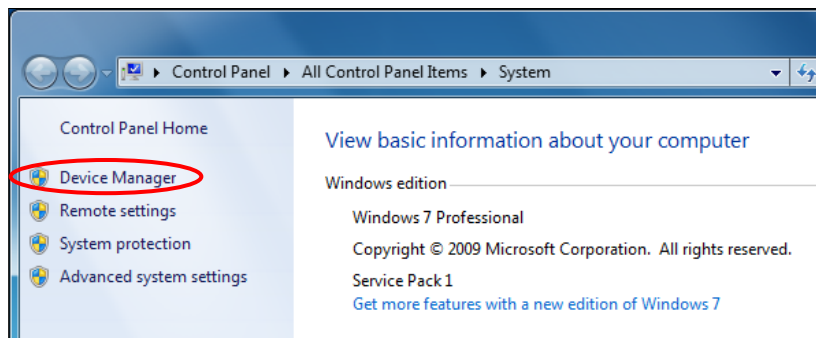 Control Panel All Control Panel Items System
Control Panel Home
Device Manager
Remote settings
System protection
Advanced system settings
View basic information about your computer
Windows edition
Windows 7 Professional
Copyright © 2009 Microsoft Corporation. All rights reserved.
Service Pack 1
Get more features with a new edition of Windows 7